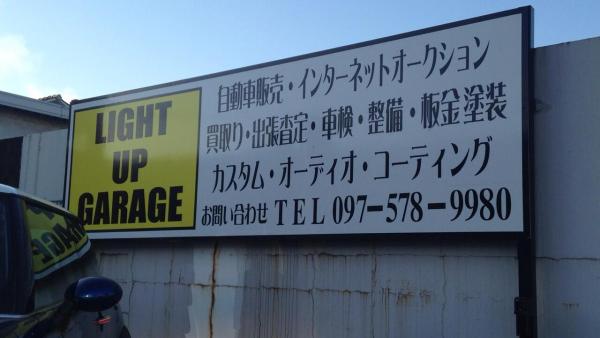 LIGHT
UP
GARAGE
自動車販売・インターネットオークション
買取り・出張査定・車検・整備・板金塗装
カスタム・オーディオ・コーティング
お問い合わせ TEL 097-578-9980